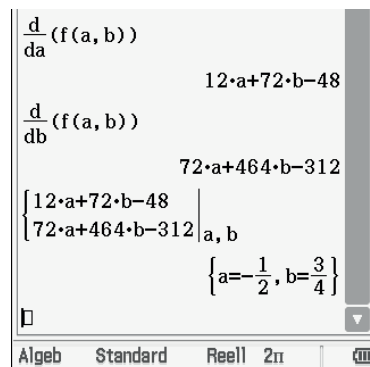 d/da (f(a, b))
12·a+72·b−48
d/db (f(a, b))
72·a+464·b−312
{12·a+72·b−48
72·a+464·b−312 | a, b
{a=−1/2, b=3/4}
Algeb Standard Reell 2π